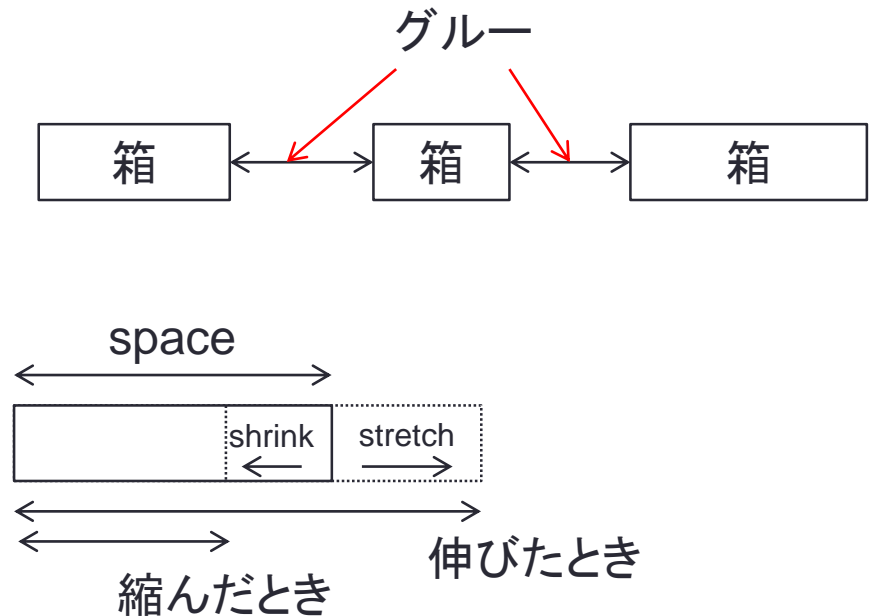 グルー
箱 箱 箱
space
shrink stretch
伸びたとき
縮んだとき